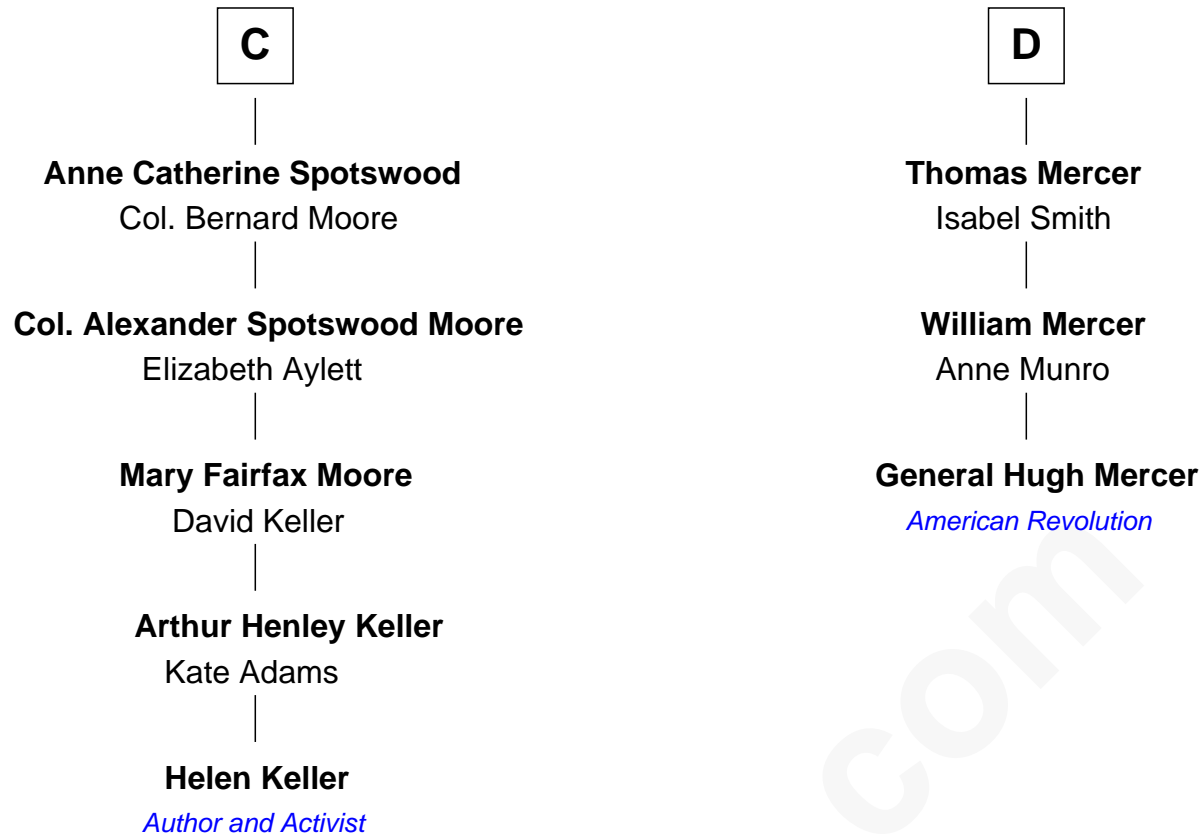 C
Anne Catherine Spotswood
Col. Bernard Moore
Col. Alexander Spotswood Moore
Elizabeth Aylett
Mary Fairfax Moore
David Keller
Arthur Henley Keller
Kate Adams
Helen Keller
Author and Activist
D
Thomas Mercer
Isabel Smith
William Mercer
Anne Munro
General Hugh Mercer
American Revolution
com